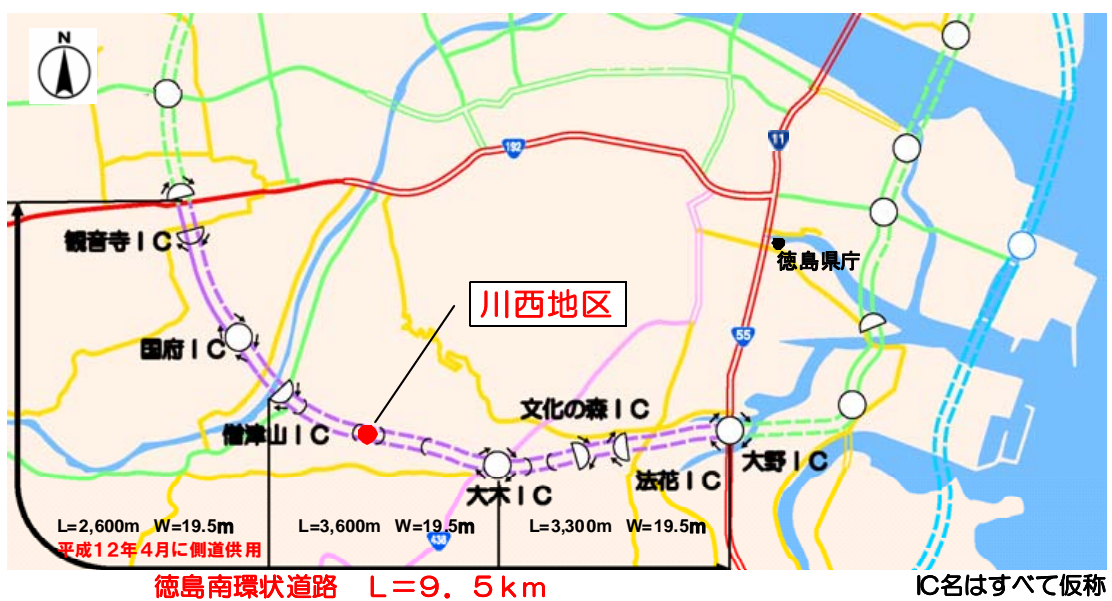 N
192
11
観音寺IC
徳島県庁
川西地区
国府IC
55
文化の森IC
僧津山IC
大木IC
法花IC
大野IC
L=2,600m W=19.5m
L=3,600m W=19.5m
L=3,300m W=19.5m
平成12年4月に側道供用
438
徳島南環状道路 L=9.5km
IC名はすべて仮称